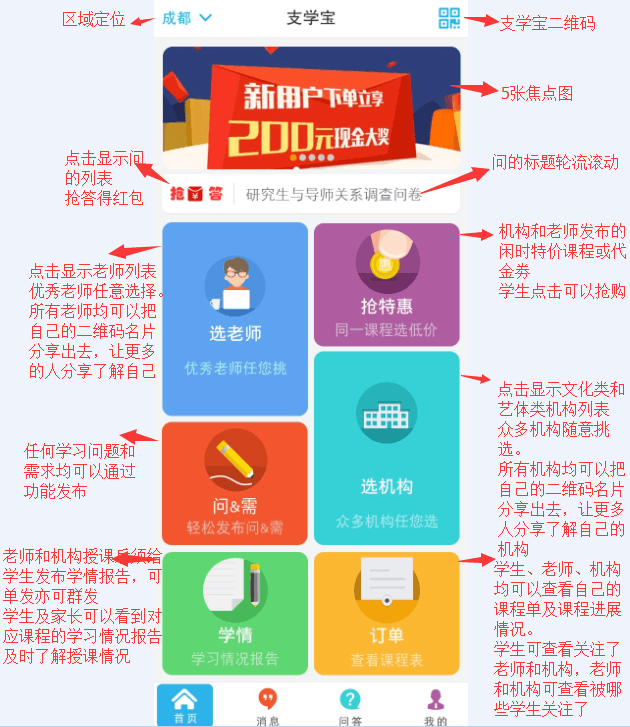 区域定位
成都
支学宝
支学宝二维码
新用户下单立享
200元现金大奖
5张焦点图
点击显示问
的列表
抢答得红包
抢 答
研究生与导师关系调查问卷
问的标题轮流滚动
点击显示老师列表
优秀老师任意选择。
所有老师均可以把
自己的二维码名片
分享出去，让更多
的人分享了解自己
选老师
优秀老师任您挑
惠
抢特惠
同一课程选低价
机构和老师发布的
闲时特价课程或代
金劵
学生点击可以抢购
任何学习问题和
需求均可以通过
功能发布
问&需
轻松发布问&需
选机构
众多机构任您选
点击显示文化类和
艺体类机构列表
众多机构随意挑
选。
所有机构均可以把
自己的二维码名片
分享出去，让更多
人分享了解自己的
机构
老师和机构授课后须给
学生发布学情报告，可
单发亦可群发
学生及家长可以看到对
应课程的学习情况报告
及时了解授课情况
学情
学习情况报告
订单
查看课程表
学生、老师、机构
均可以查看自己的
课程单及课程进展
情况。
学生可查看关注了
老师和机构，老师
和机构可查看被哪
些学生关注了
首页
消息
问答
我的